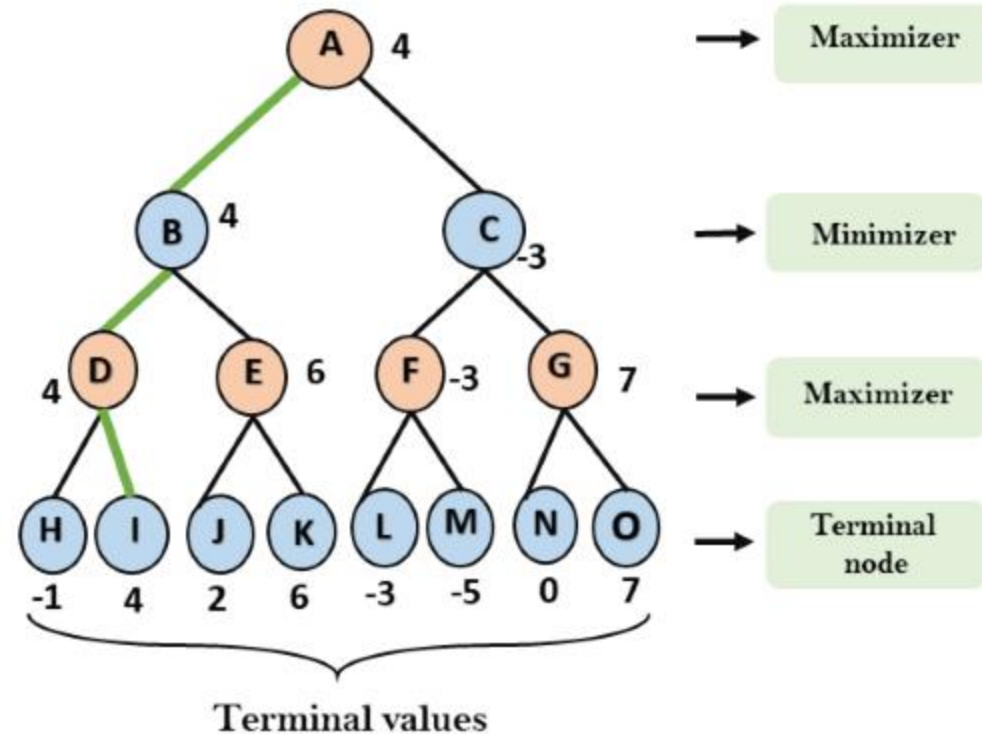 A 4 Maximizer
B 4 C -3 Minimizer
4 D E 6 F -3 G 7 Maximizer
H I J K L M N O Terminal node
-1 4 2 6 -3 -5 0 7
Terminal values